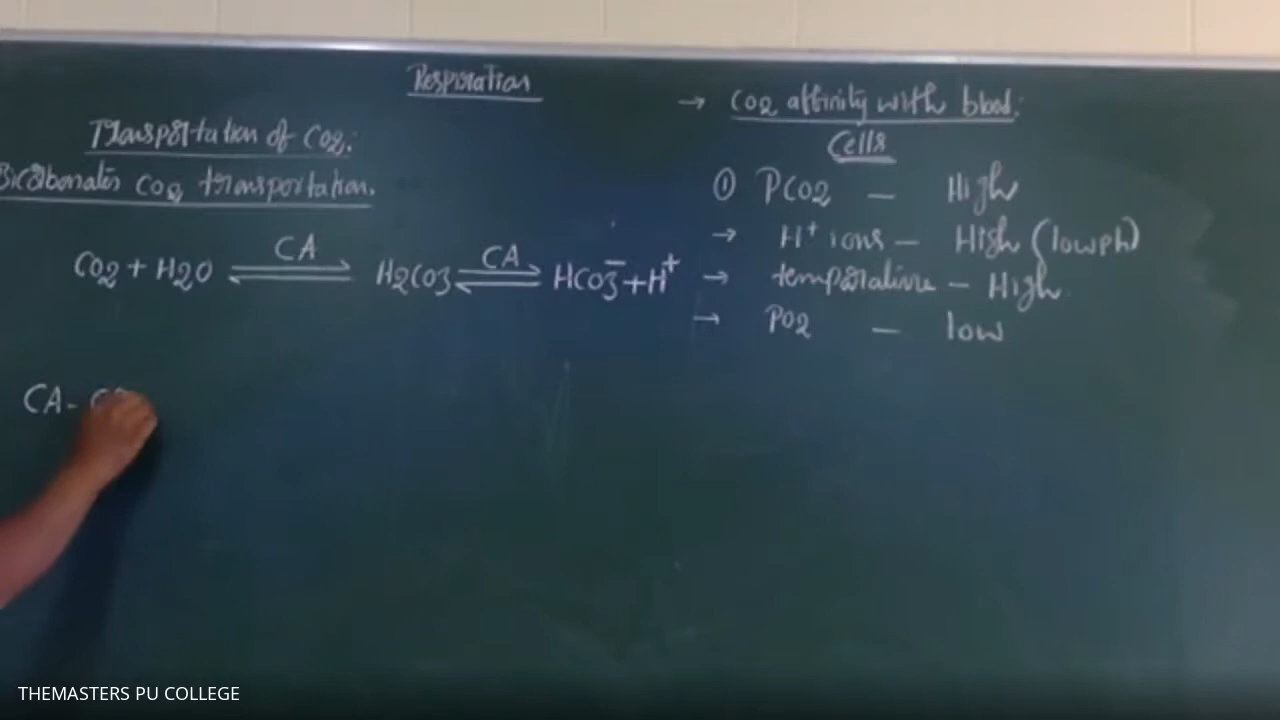 Respiration
Transportation of CO2:
Bicarbonates CO2 transportation.
CO2 + H2O ⇌ CA H2CO3 ⇌ CA HCO3⁻ + H⁺
CA -
→ CO2 affinity with blood:
Cells
① PCO2 — High
→ H⁺ ions — High (low pH)
→ temperature — High
→ PO2 — low
THEMASTERS PU COLLEGE